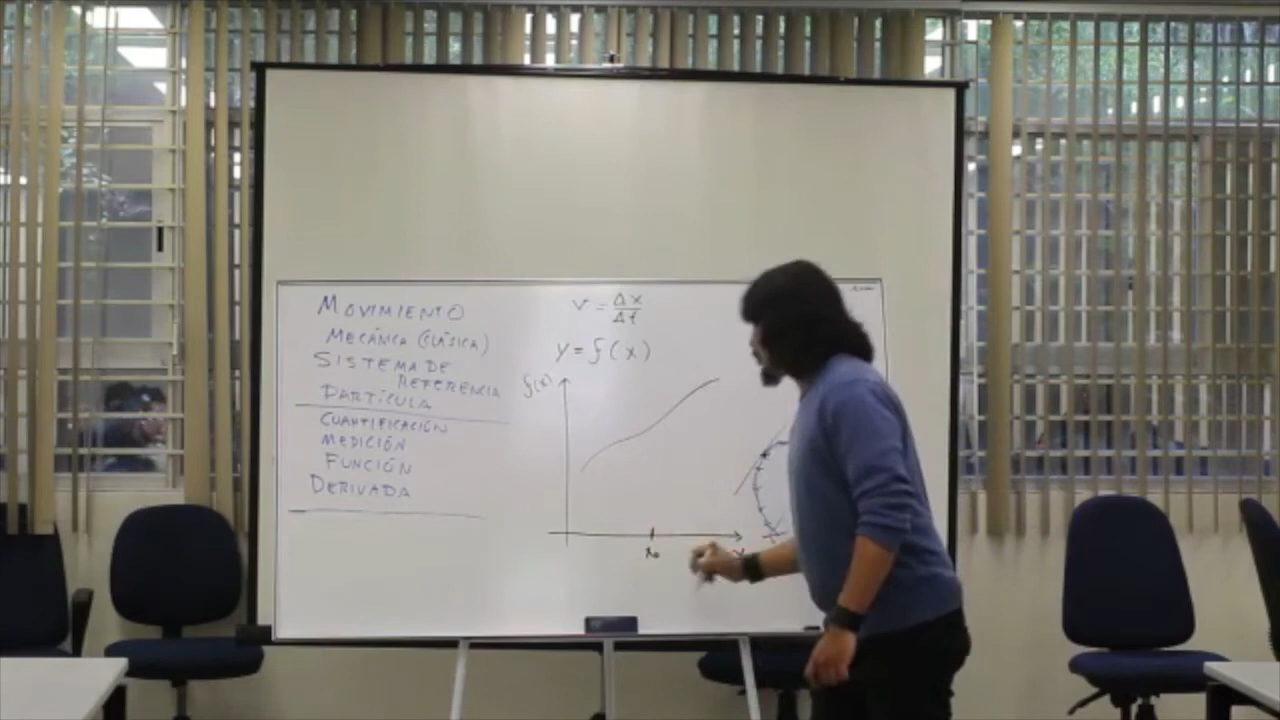 MOVIMIENTO
MECÁNICA (CLÁSICA)
SISTEMA DE
REFERENCIA
PARTÍCULA
CUANTIFICACIÓN
MEDICIÓN
FUNCIÓN
DERIVADA
v = Δx/Δt
y = f(x)
f(x)
x₀